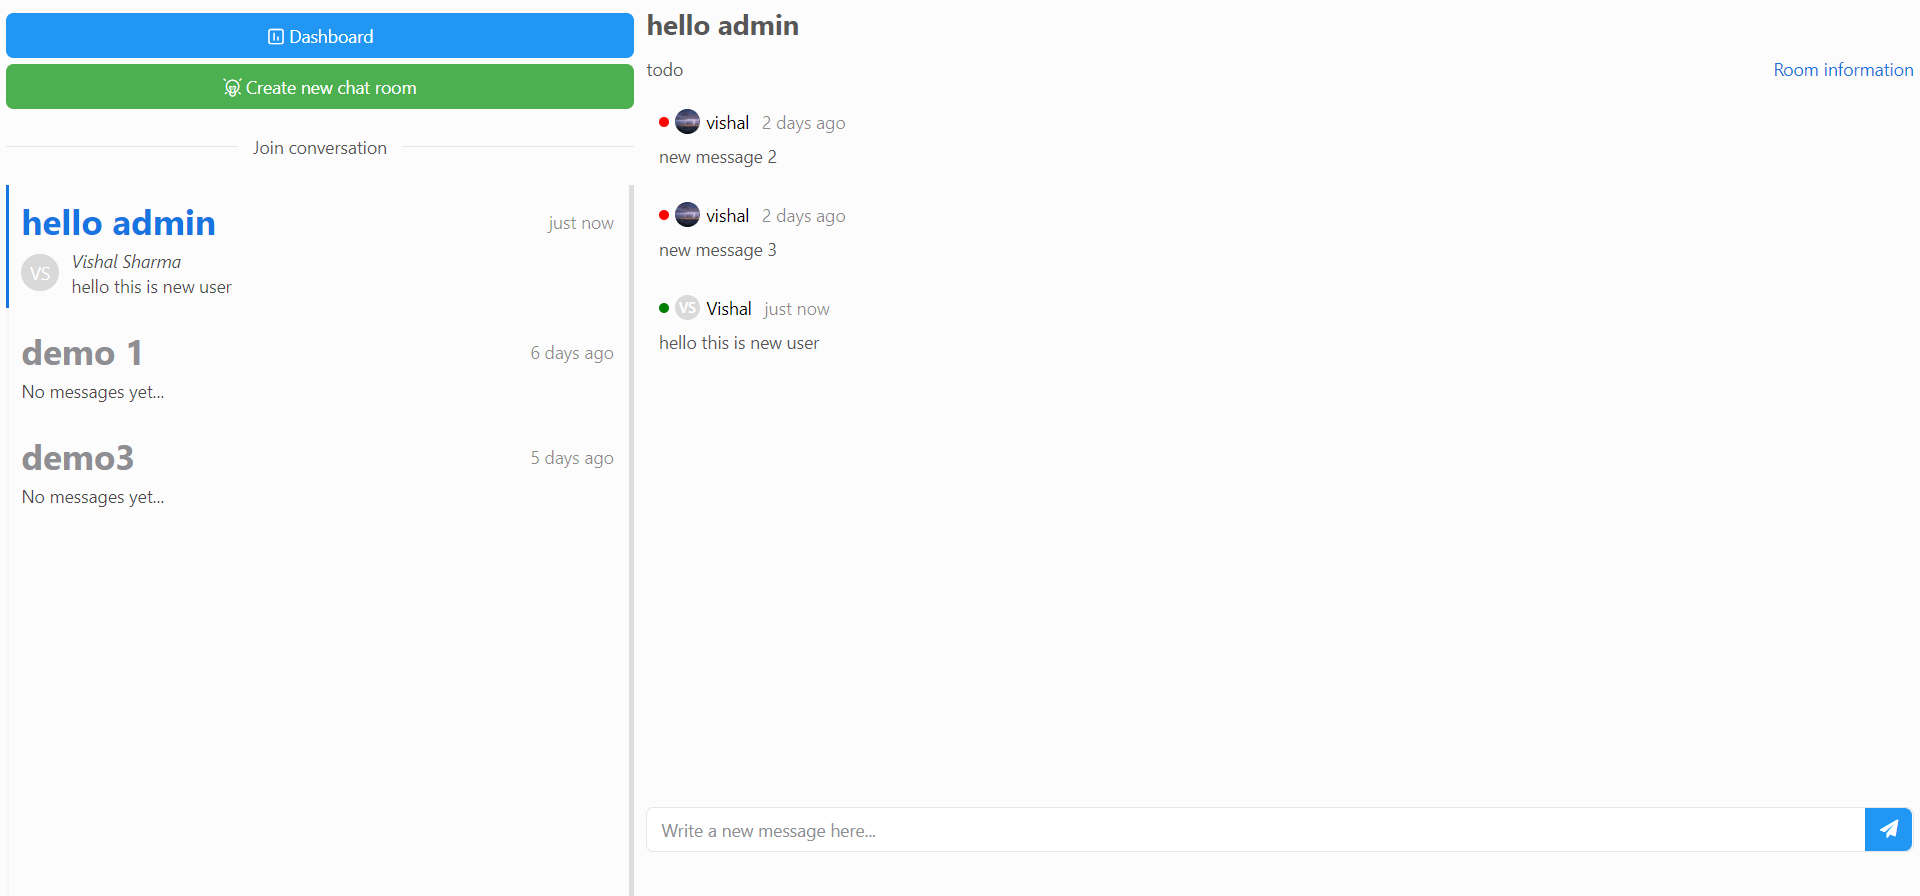 Dashboard
Create new chat room
Join conversation
hello admin
just now
VS
Vishal Sharma
hello this is new user
demo 1
6 days ago
No messages yet...
demo3
5 days ago
No messages yet...
hello admin
todo
Room information
vishal 2 days ago
new message 2
vishal 2 days ago
new message 3
VS Vishal just now
hello this is new user
Write a new message here...